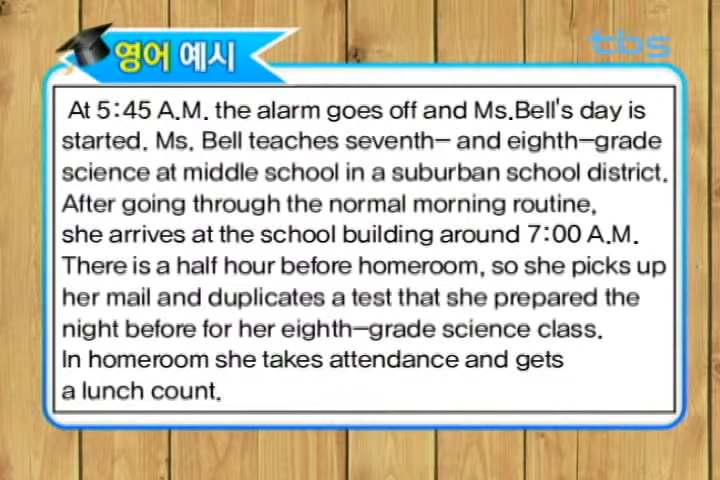 영어 예시
tbs
At 5:45 A.M. the alarm goes off and Ms.Bell's day is
started. Ms. Bell teaches seventh- and eighth-grade
science at middle school in a suburban school district.
After going through the normal morning routine,
she arrives at the school building around 7:00 A.M.
There is a half hour before homeroom, so she picks up
her mail and duplicates a test that she prepared the
night before for her eighth-grade science class.
In homeroom she takes attendance and gets
a lunch count.